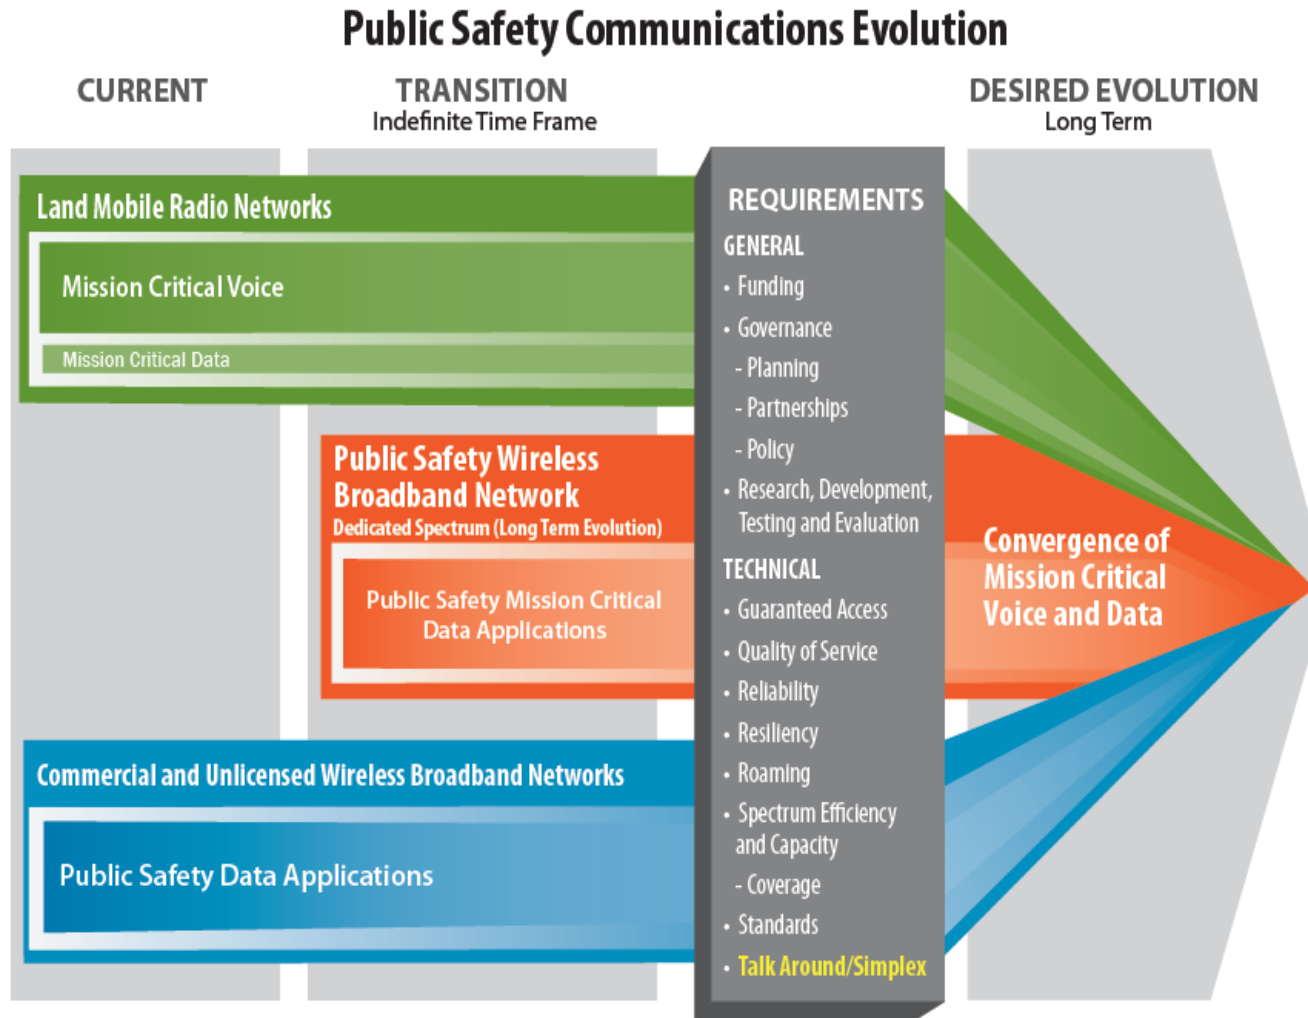 Public Safety Communications Evolution
CURRENT
TRANSITION
Indefinite Time Frame
DESIRED EVOLUTION
Long Term
Land Mobile Radio Networks
Mission Critical Voice
Mission Critical Data
Public Safety Wireless
Broadband Network
Dedicated Spectrum (Long Term Evolution)
Public Safety Mission Critical
Data Applications
Commercial and Unlicensed Wireless Broadband Networks
Public Safety Data Applications
REQUIREMENTS
GENERAL
• Funding
• Governance
- Planning
- Partnerships
- Policy
• Research, Development,
Testing and Evaluation
TECHNICAL
• Guaranteed Access
• Quality of Service
• Reliability
• Resiliency
• Roaming
• Spectrum Efficiency
and Capacity
- Coverage
• Standards
• Talk Around/Simplex
Convergence of
Mission Critical
Voice and Data